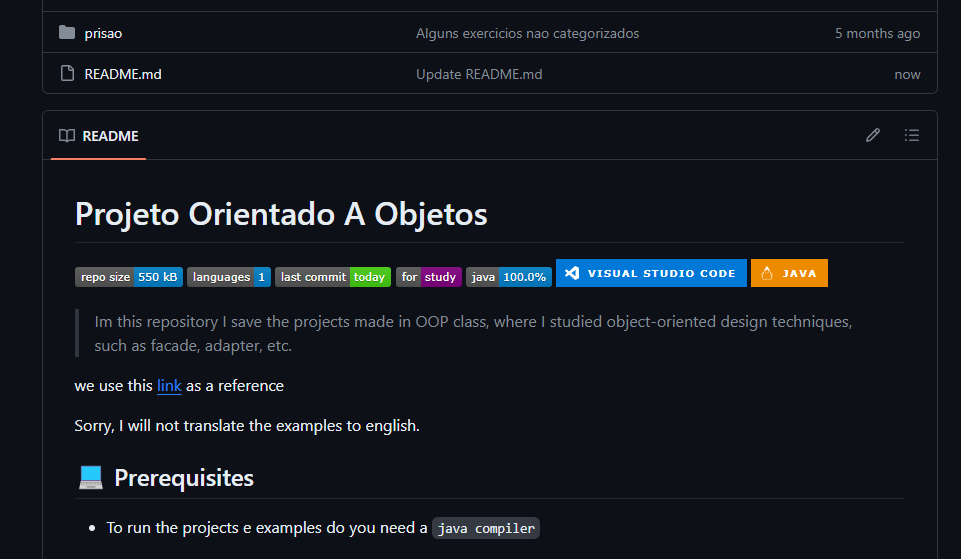 prisao Alguns exercicios nao categorizados 5 months ago
README.md Update README.md now
README
Projeto Orientado A Objetos
repo size 550 kB languages 1 last commit today for study java 100.0% VISUAL STUDIO CODE JAVA
Im this repository I save the projects made in OOP class, where I studied object-oriented design techniques,
such as facade, adapter, etc.
we use this link as a reference
Sorry, I will not translate the examples to english.
Prerequisites
To run the projects e examples do you need a java compiler